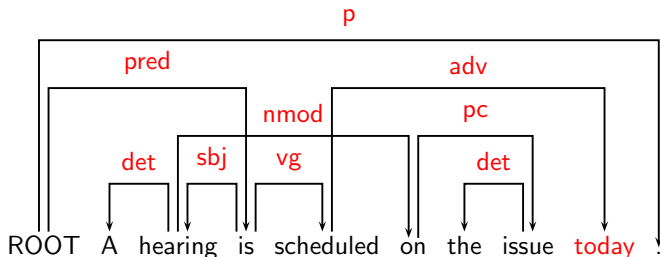 p
pred adv
nmod pc
det sbj vg det
ROOT A hearing is scheduled on the issue today .